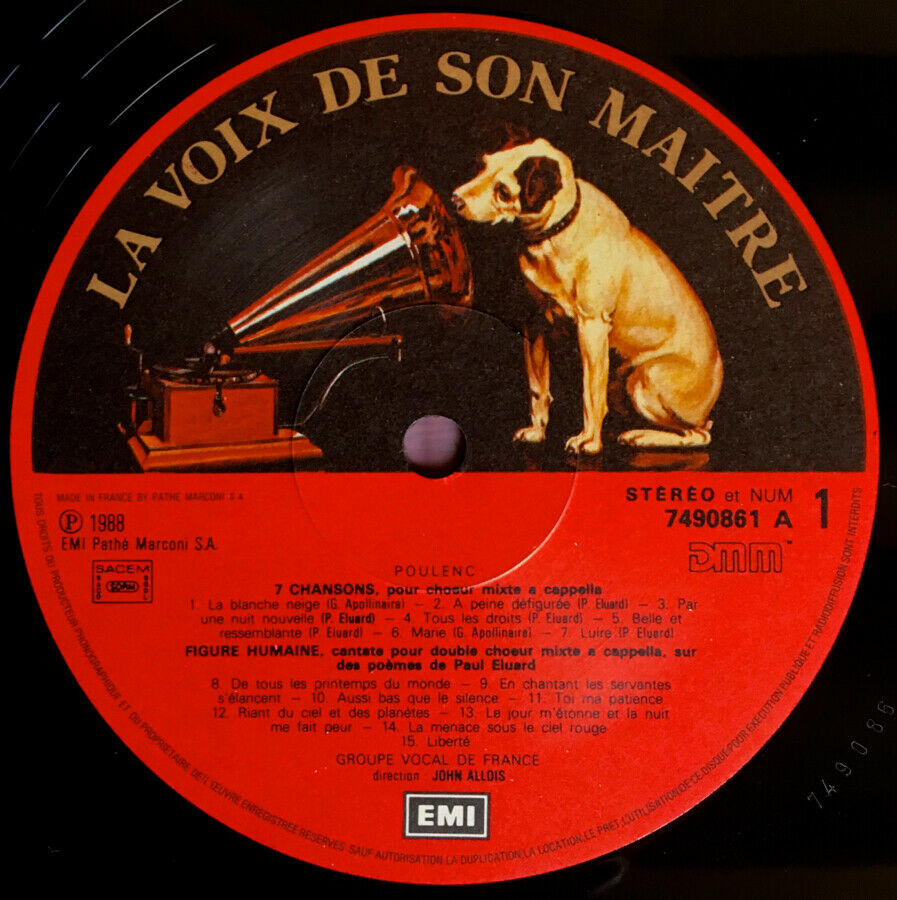 LA VOIX DE SON MAITRE
MADE IN FRANCE BY PATHE MARCONI S A
℗ 1988
EMI Pathé Marconi S.A.
STÉRÉO et NUM
7490861 A 1
DMM™
SACEM
POULENC
7 CHANSONS, pour choeur mixte a cappella
1. La blanche neige (G. Apollinaire) – 2. A peine défigurée (P. Eluard) – 3. Par
une nuit nouvelle (P. Eluard) – 4. Tous les droits (P. Eluard) – 5. Belle et
ressemblante (P. Eluard) – 6. Marie (G. Apollinaire) – 7. Luire (P. Eluard)
FIGURE HUMAINE, cantate pour double choeur mixte a cappella, sur
des poèmes de Paul Eluard
8. De tous les printemps du monde – 9. En chantant les servantes
s'élancent – 10. Aussi bas que le silence – 11. Toi ma patience
12. Riant du ciel et des planètes – 13. Le jour m'étonne et la nuit
me fait peur – 14. La menace sous le ciel rouge
15. Liberté
GROUPE VOCAL DE FRANCE
direction : JOHN ALLDIS
EMI
TOUS DROITS DU PRODUCTEUR PHONOGRAPHIQUE ET DU PROPRIETAIRE DE L'ŒUVRE ENREGISTREE RESERVES. SAUF AUTORISATION LA DUPLICATION, LA LOCATION, LE PRET, L'UTILISATION DE CE DISQUE POUR EXECUTION PUBLIQUE ET RADIODIFFUSION SONT INTERDITS
749086